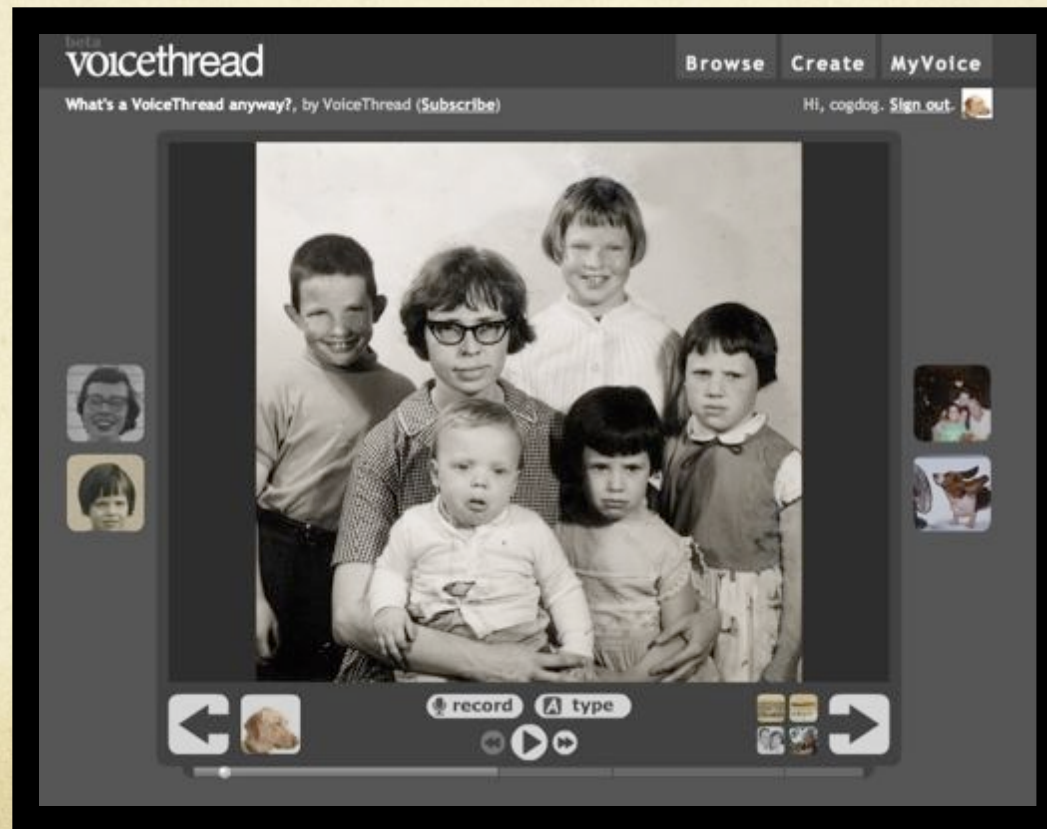 beta
voicethread
Browse Create MyVoice
What's a VoiceThread anyway?, by VoiceThread (Subscribe)
Hi, cogdog. Sign out.
record A type